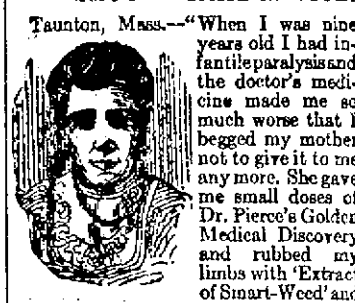 Taunton, Mass.—"When I was nine
years old I had in-
fantile paralysis and
the doctor's medi-
cine made me so
much worse that I
begged my mother
not to give it to me
any more. She gave
me small doses of
Dr. Pierce's Golden
Medical Discovery
and rubbed my
limbs with 'Extract
of Smart-Weed' and